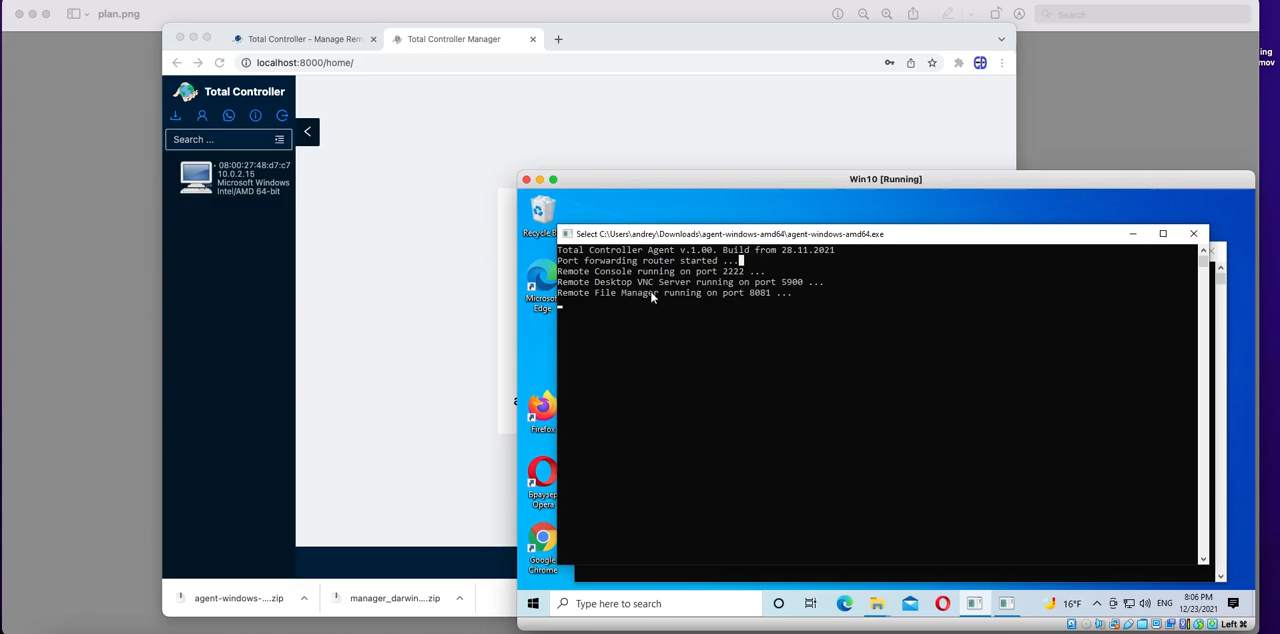 plan.png
Search
ing
mov
Total Controller - Manage Rem
Total Controller Manager
localhost:8000/home/
Total Controller
Search ...
08:00:27:48:d7:c7
10.0.2.15
Microsoft Windows
Intel/AMD 64-bit
Win10 [Running]
Recycle B
Select C:\Users\andrey\Downloads\agent-windows-amd64\agent-windows-amd64.exe
Total Controller Agent v.1.00. Build from 28.11.2021
Port forwarding router started ...
Remote Console running on port 2222 ...
Remote Desktop VNC Server running on port 5900 ...
Remote File Manager running on port 8081 ...
Microsof
Edge
Firefox
Браузер
Opera
Google
Chrome
agent-windows-....zip
manager_darwin....zip
Type here to search
16°F
ENG
8:06 PM
12/23/2021
Left ⌘